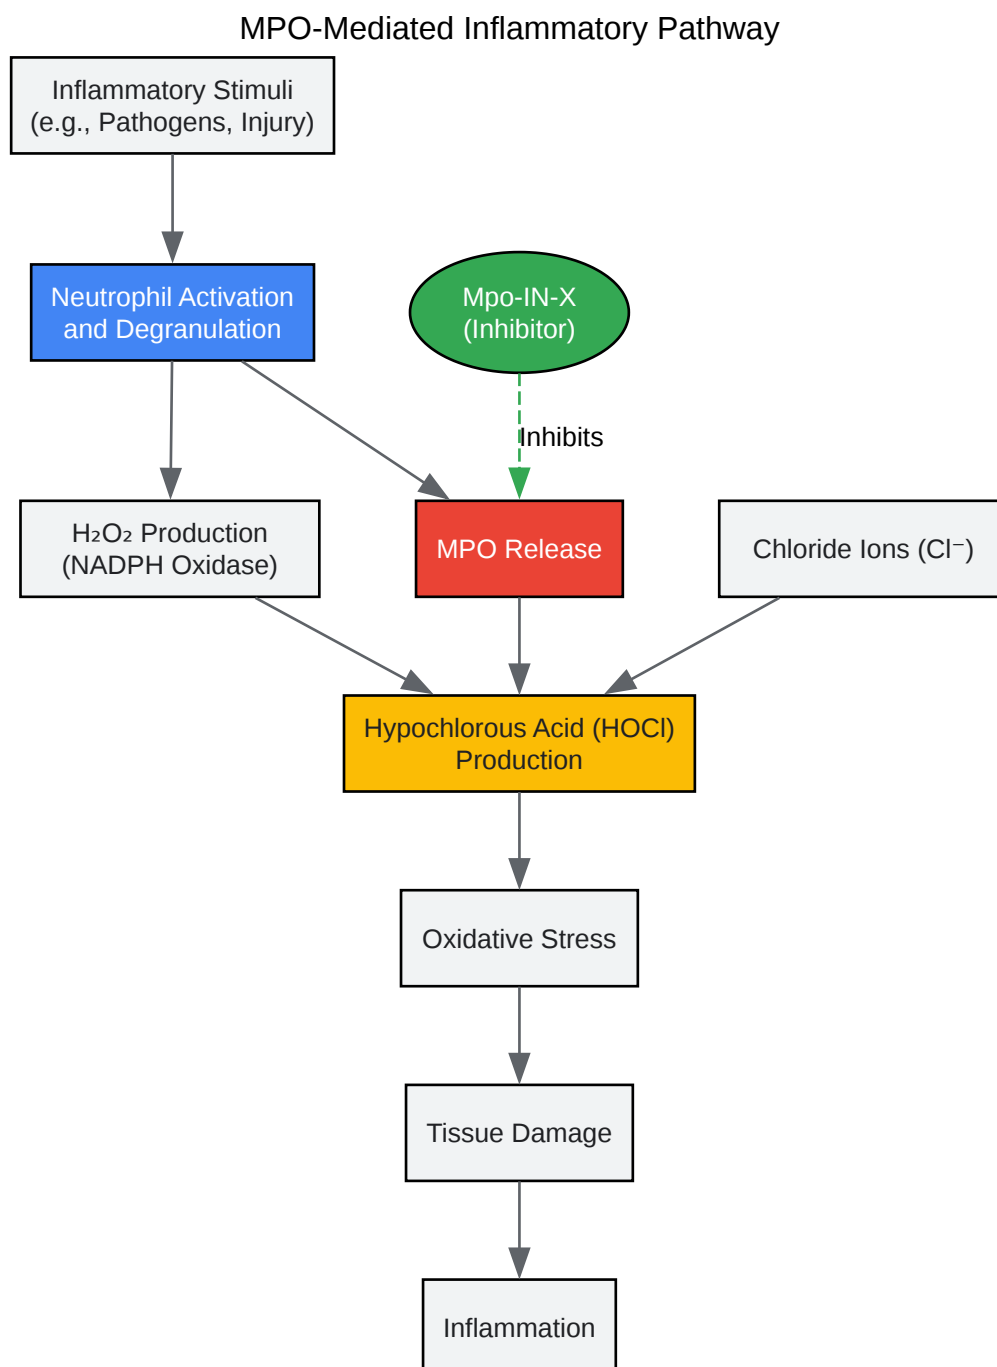 MPO-Mediated Inflammatory Pathway
Inflammatory Stimuli
(e.g., Pathogens, Injury)
Neutrophil Activation
and Degranulation
Mpo-IN-X
(Inhibitor)
Inhibits
H₂O₂ Production
(NADPH Oxidase)
MPO Release
Chloride Ions (Cl⁻)
Hypochlorous Acid (HOCl)
Production
Oxidative Stress
Tissue Damage
Inflammation